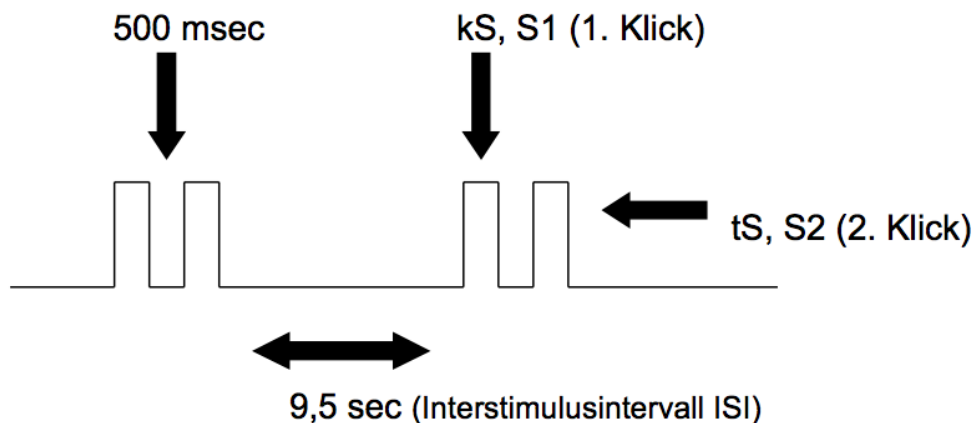 500 msec
kS, S1 (1. Klick)
tS, S2 (2. Klick)
9,5 sec (Interstimulusintervall ISI)